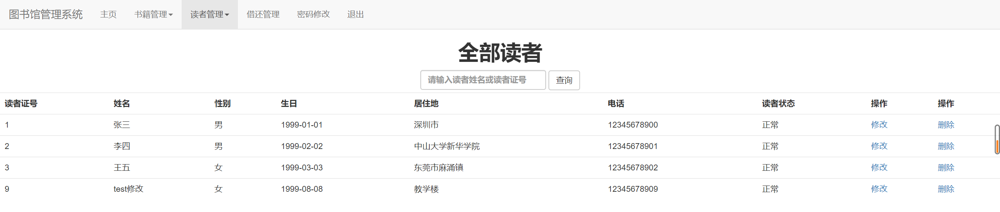 图书馆管理系统 主页 书籍管理 读者管理 借还管理 密码修改 退出
全部读者
请输入读者姓名或读者证号 查询
读者证号 姓名 性别 生日 居住地 电话 读者状态 操作 操作
1 张三 男 1999-01-01 深圳市 12345678900 正常 修改 删除
2 李四 男 1999-02-02 中山大学新华学院 12345678901 正常 修改 删除
3 王五 女 1999-03-03 东莞市麻涌镇 12345678902 正常 修改 删除
9 test修改 女 1999-08-08 教学楼 12345678909 正常 修改 删除